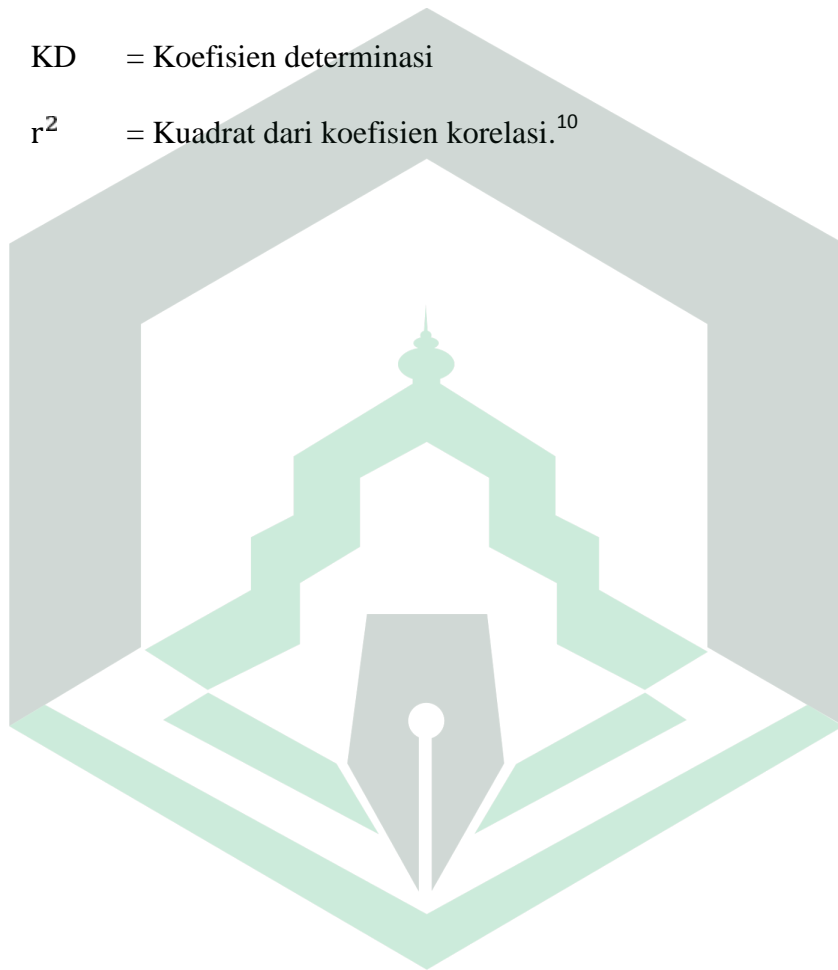 KD = Koefisien determinasi
r² = Kuadrat dari koefisien korelasi.¹⁰